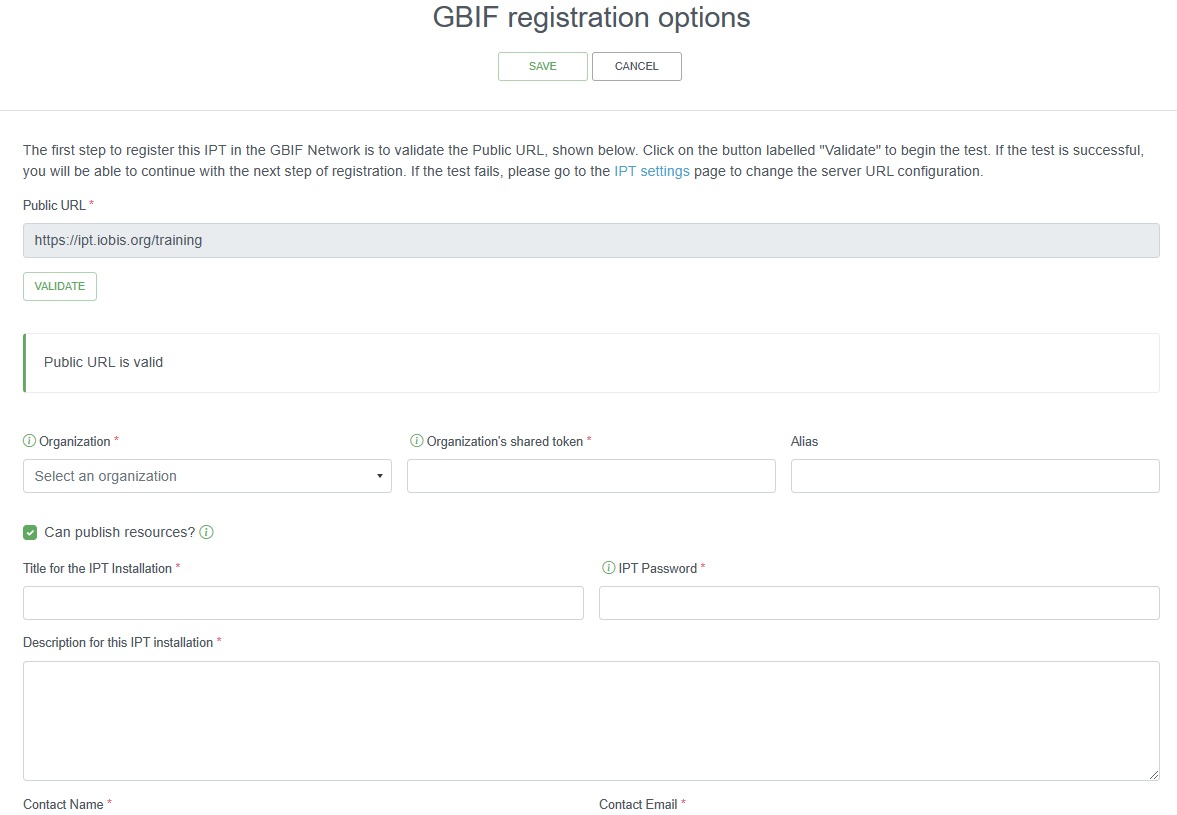 GBIF registration options
SAVE
CANCEL
The first step to register this IPT in the GBIF Network is to validate the Public URL, shown below. Click on the button labelled "Validate" to begin the test. If the test is successful,
you will be able to continue with the next step of registration. If the test fails, please go to the IPT settings page to change the server URL configuration.
Public URL *
https://ipt.iobis.org/training
VALIDATE
Public URL is valid
Organization *
Organization's shared token *
Alias
Select an organization
Can publish resources?
Title for the IPT Installation *
IPT Password *
Description for this IPT installation *
Contact Name *
Contact Email *